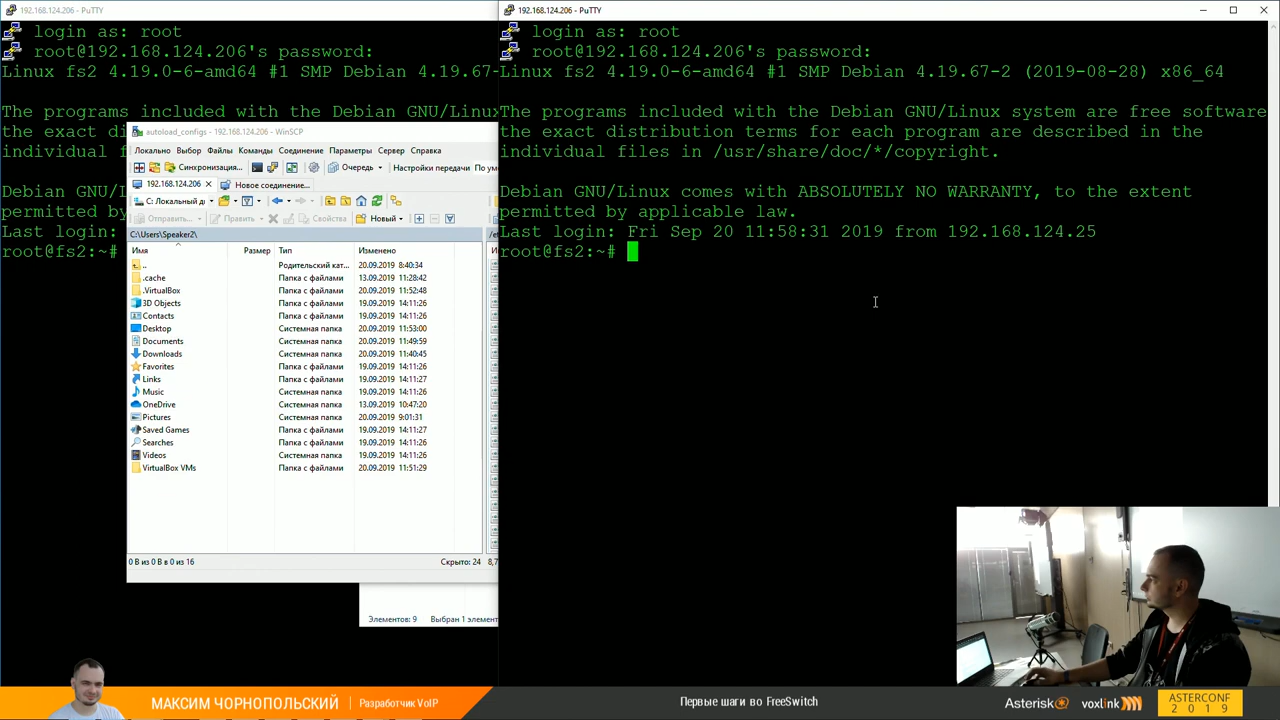 192.168.124.206 - PuTTY
login as: root
root@192.168.124.206's password:
Linux fs2 4.19.0-6-amd64 #1 SMP Debian 4.19.67-
The programs included with the Debian GNU/Linux
the exact di
individual f
Debian GNU/L
permitted by
Last login:
root@fs2:~#
autoload_configs - 192.168.124.206 - WinSCP
Локально Выбор Файлы Команды Соединение Параметры Сервер Справка
Синхронизация... Очередь Настройки передачи По ум
192.168.124.206 Новое соединение...
C: Локальный ди
Отправить... Править Свойства Новый
C:\Users\Speaker2\
Имя Размер Тип Изменено
.. Родительский кат... 20.09.2019 8:40:34
.cache Папка с файлами 13.09.2019 11:28:42
.VirtualBox Папка с файлами 20.09.2019 11:52:48
3D Objects Папка с файлами 19.09.2019 14:11:26
Contacts Папка с файлами 19.09.2019 14:11:26
Desktop Системная папка 20.09.2019 11:53:00
Documents Системная папка 20.09.2019 11:49:59
Downloads Системная папка 20.09.2019 11:40:45
Favorites Папка с файлами 19.09.2019 14:11:26
Links Папка с файлами 19.09.2019 14:11:27
Music Системная папка 19.09.2019 14:11:26
OneDrive Системная папка 13.09.2019 10:47:20
Pictures Системная папка 20.09.2019 9:01:31
Saved Games Папка с файлами 19.09.2019 14:11:27
Searches Папка с файлами 19.09.2019 14:11:26
Videos Системная папка 19.09.2019 14:11:26
VirtualBox VMs Папка с файлами 20.09.2019 11:51:29
0 B из 0 B в 0 из 16 Скрыто: 24 8,7
Элементов: 9 Выбран 1 элемент
192.168.124.206 - PuTTY
login as: root
root@192.168.124.206's password:
Linux fs2 4.19.0-6-amd64 #1 SMP Debian 4.19.67-2 (2019-08-28) x86_64
The programs included with the Debian GNU/Linux system are free software
the exact distribution terms for each program are described in the
individual files in /usr/share/doc/*/copyright.
Debian GNU/Linux comes with ABSOLUTELY NO WARRANTY, to the extent
permitted by applicable law.
Last login: Fri Sep 20 11:58:31 2019 from 192.168.124.25
root@fs2:~#
МАКСИМ ЧОРНОПОЛЬСКИЙ | Разработчик VoIP
Первые шаги во FreeSwitch
Asterisk voxlink
ASTERCONF
2019